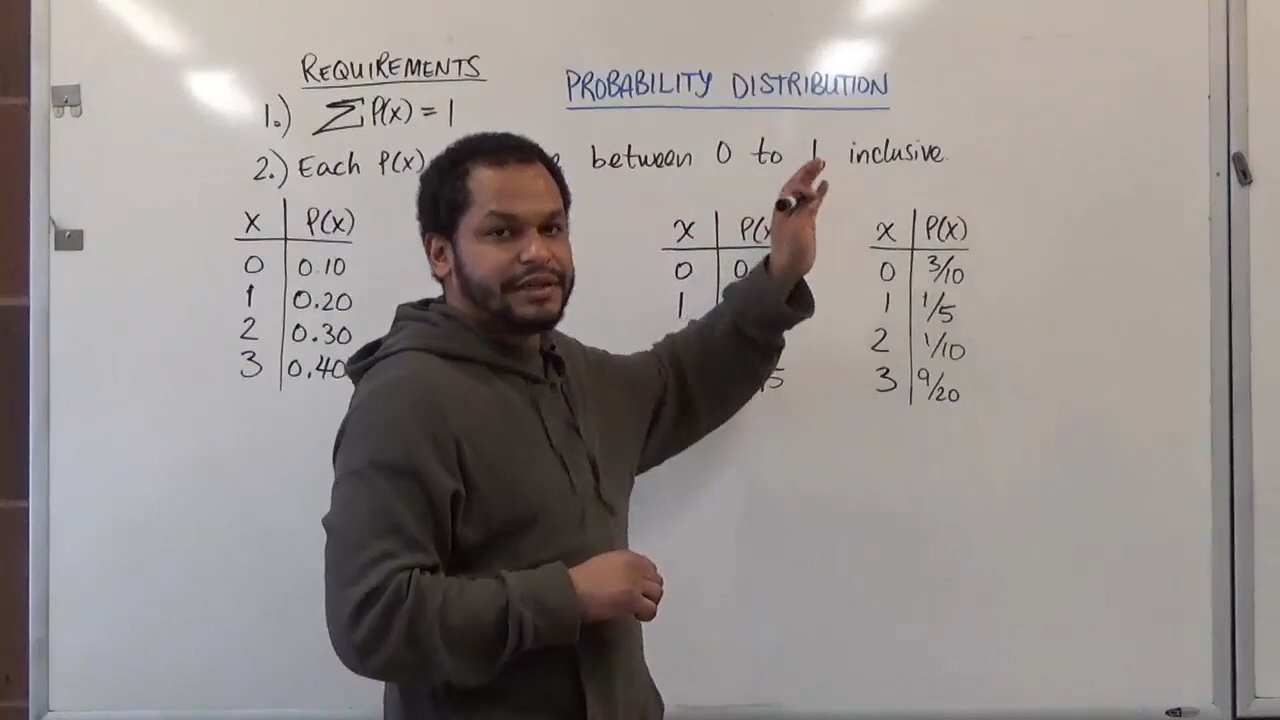 REQUIREMENTS
PROBABILITY DISTRIBUTION
1.) ∑P(x) = 1
2.) Each P(x) between 0 to 1 inclusive.
x P(x)
0 0.10
1 0.20
2 0.30
3 0.40
x
0
1
x P(x)
0 3/10
1 1/5
2 1/10
3 9/20